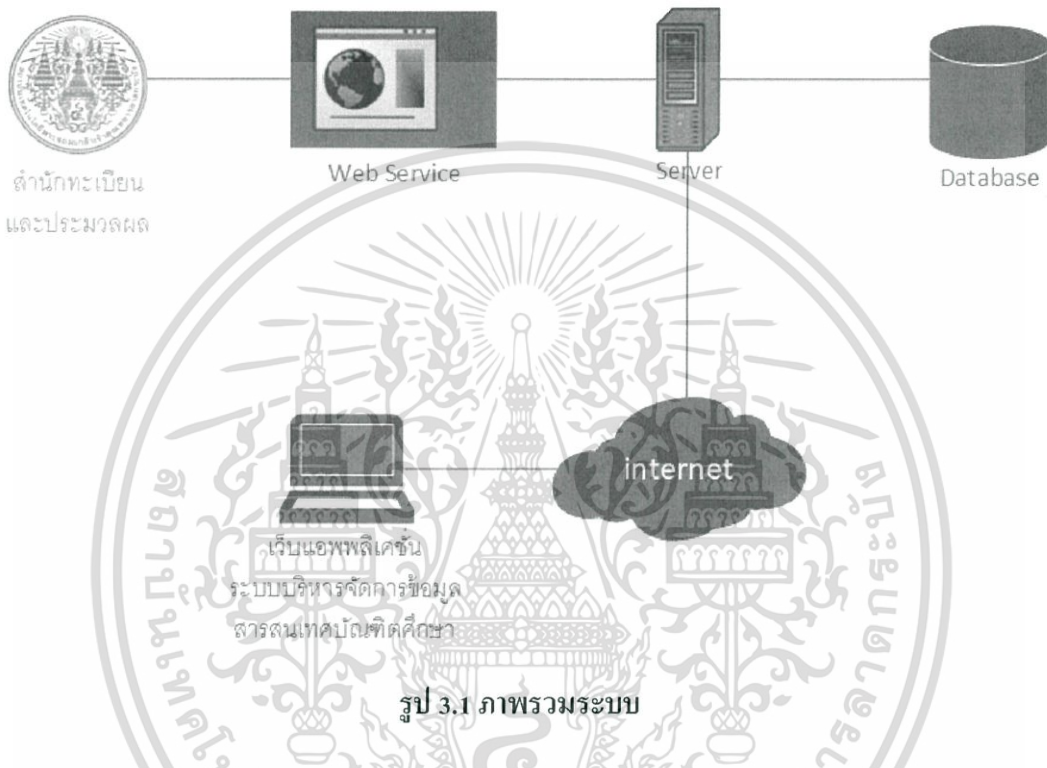 Web Service
Server
Database
สำนักทะเบียน
และประมวลผล
internet
เว็บแอพพลิเคชั่น
ระบบบริหารจัดการข้อมูล
สารสนเทศบัณฑิตศึกษา
รูป 3.1 ภาพรวมระบบ